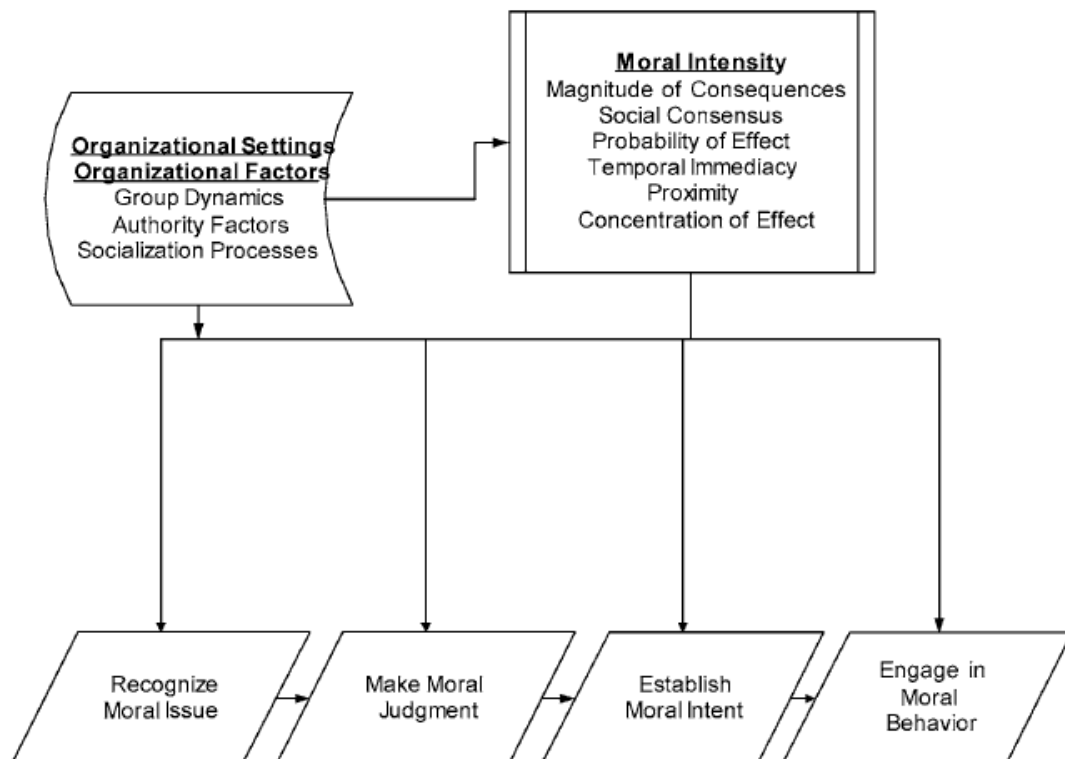 Moral Intensity
Magnitude of Consequences
Social Consensus
Probability of Effect
Temporal Immediacy
Proximity
Concentration of Effect
Organizational Settings
Organizational Factors
Group Dynamics
Authority Factors
Socialization Processes
Recognize
Moral Issue
Make Moral
Judgment
Establish
Moral Intent
Engage in
Moral
Behavior